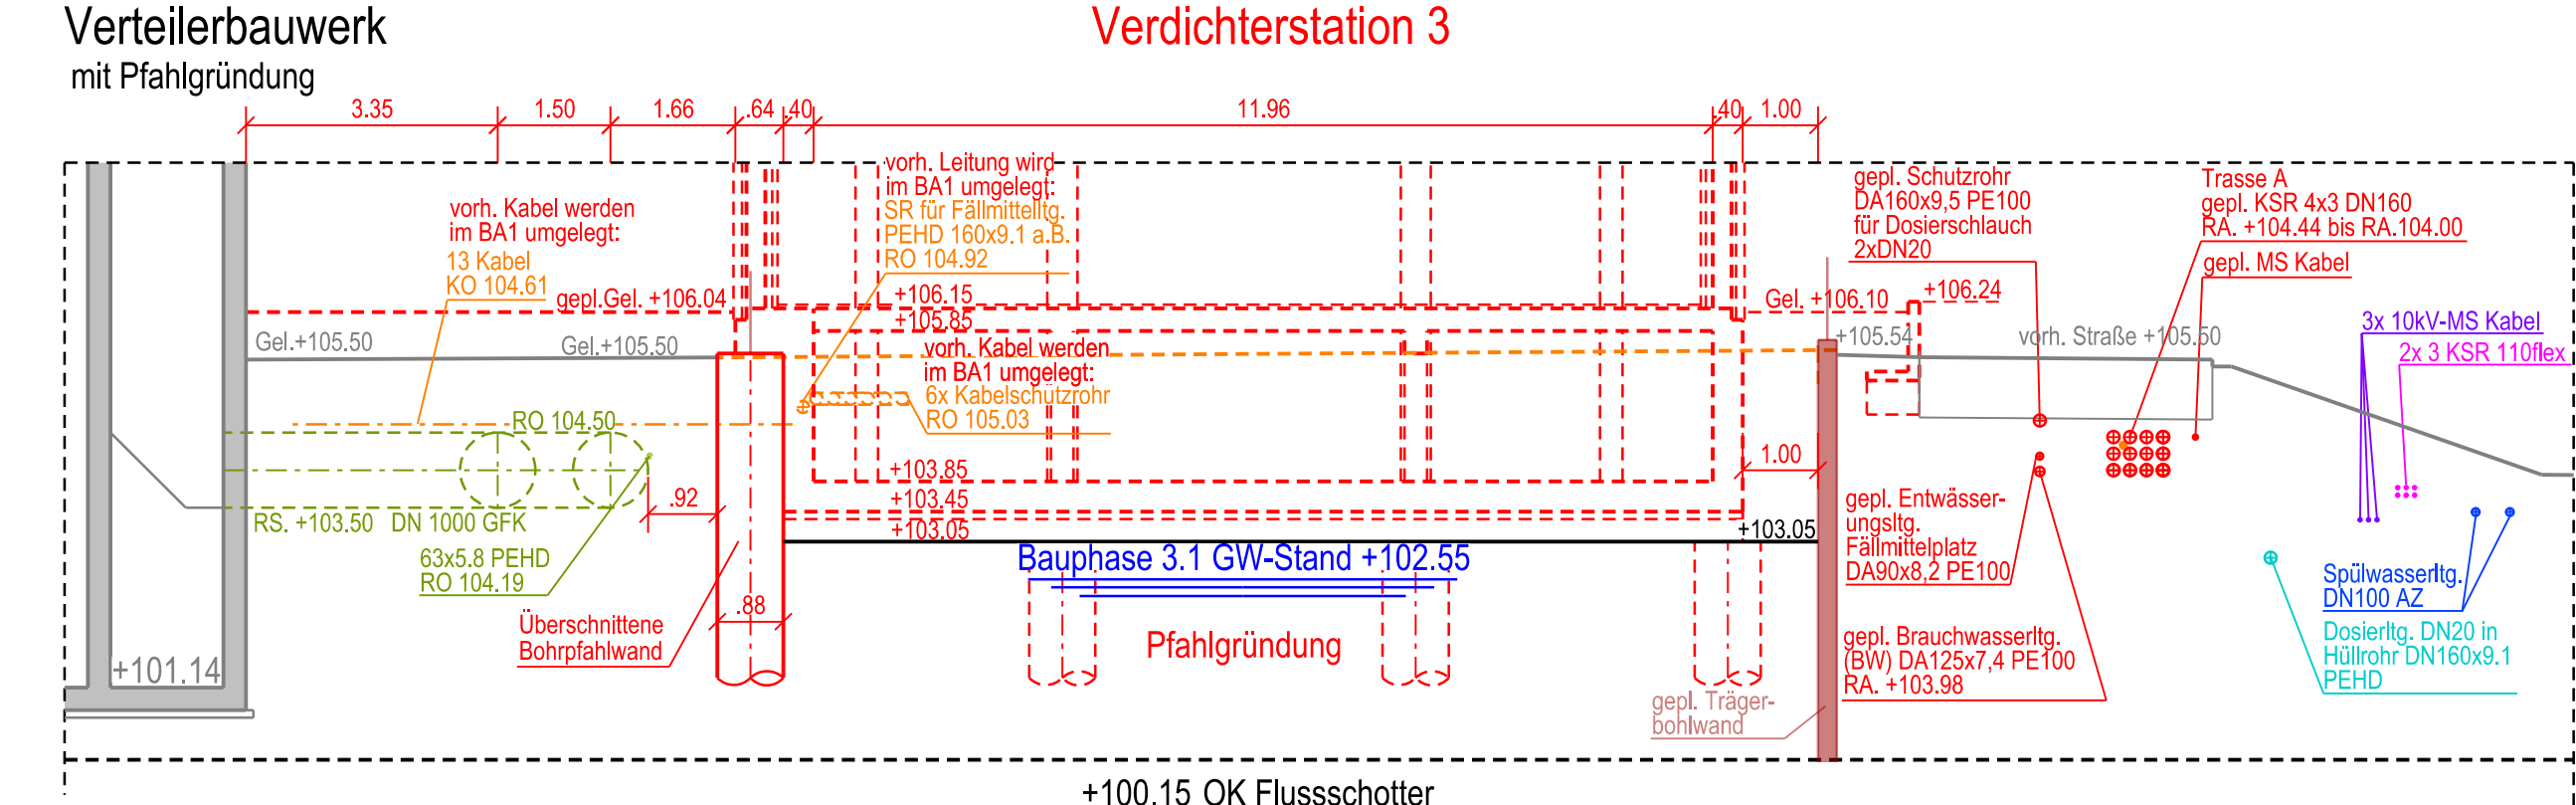 Verteilerbauwerk
mit Pfahlgründung
Verdichterstation 3
3.35
1.50
1.66
.64
.40
11.96
.40
1.00
vorh. Kabel werden
im BA1 umgelegt:
13 Kabel
KO 104.61
gepl.Gel. +106.04
Gel.+105.50
Gel.+105.50
vorh. Leitung wird
im BA1 umgelegt:
SR für Fällmittelltg.
PEHD 160x9.1 a.B.
RO 104.92
+106.15
+105.85
vorh. Kabel werden
im BA1 umgelegt:
6x Kabelschutzrohr
RO 105.03
+103.85
+103.45
+103.05
+103.05
RO 104.50
RS. +103.50
DN 1000 GFK
63x5.8 PEHD
RO 104.19
.92
.88
1.00
Überschnittene
Bohrpfahlwand
+101.14
Bauphase 3.1 GW-Stand +102.55
Pfahlgründung
gepl. Träger-
bohlwand
gepl. Schutzrohr
DA160x9,5 PE100
für Dosierschlauch
2xDN20
Gel. +106.10
+106.24
+105.54
vorh. Straße +105.50
Trasse A
gepl. KSR 4x3 DN160
RA. +104.44 bis RA.104.00
gepl. MS Kabel
3x 10kV-MS Kabel
2x 3 KSR 110flex
gepl. Entwässer-
ungsltg.
Fällmittelplatz
DA90x8,2 PE100
gepl. Brauchwasserltg.
(BW) DA125x7,4 PE100
RA. +103.98
Spülwasserltg.
DN100 AZ
Dosierltg. DN20 in
Hüllrohr DN160x9.1
PEHD
+100.15 OK Flussschotter